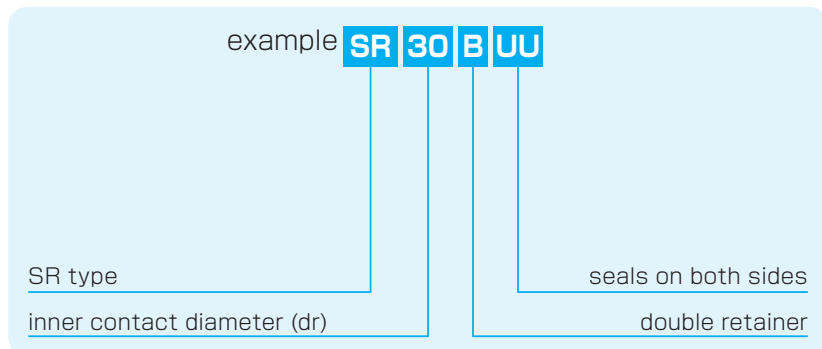 example SR 30 B UU
SR type seals on both sides
inner contact diameter (dr) double retainer